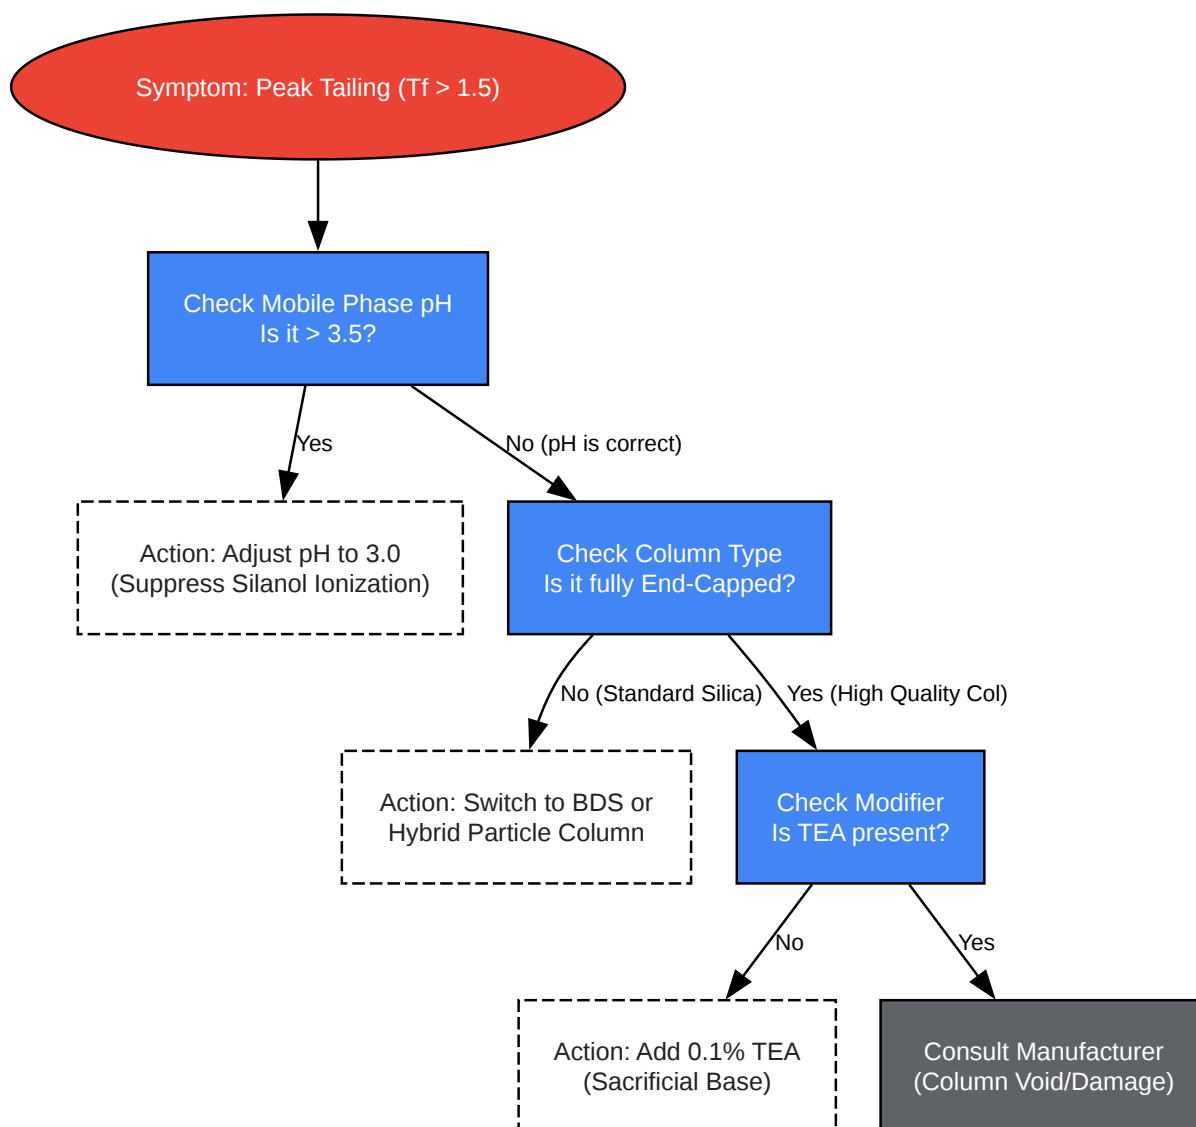 Symptom: Peak Tailing (Tf > 1.5)
Check Mobile Phase pH
Is it > 3.5?
Yes
No (pH is correct)
Action: Adjust pH to 3.0
(Suppress Silanol Ionization)
Check Column Type
Is it fully End-Capped?
No (Standard Silica)
Yes (High Quality Col)
Action: Switch to BDS or
Hybrid Particle Column
Check Modifier
Is TEA present?
No
Yes
Action: Add 0.1% TEA
(Sacrificial Base)
Consult Manufacturer
(Column Void/Damage)